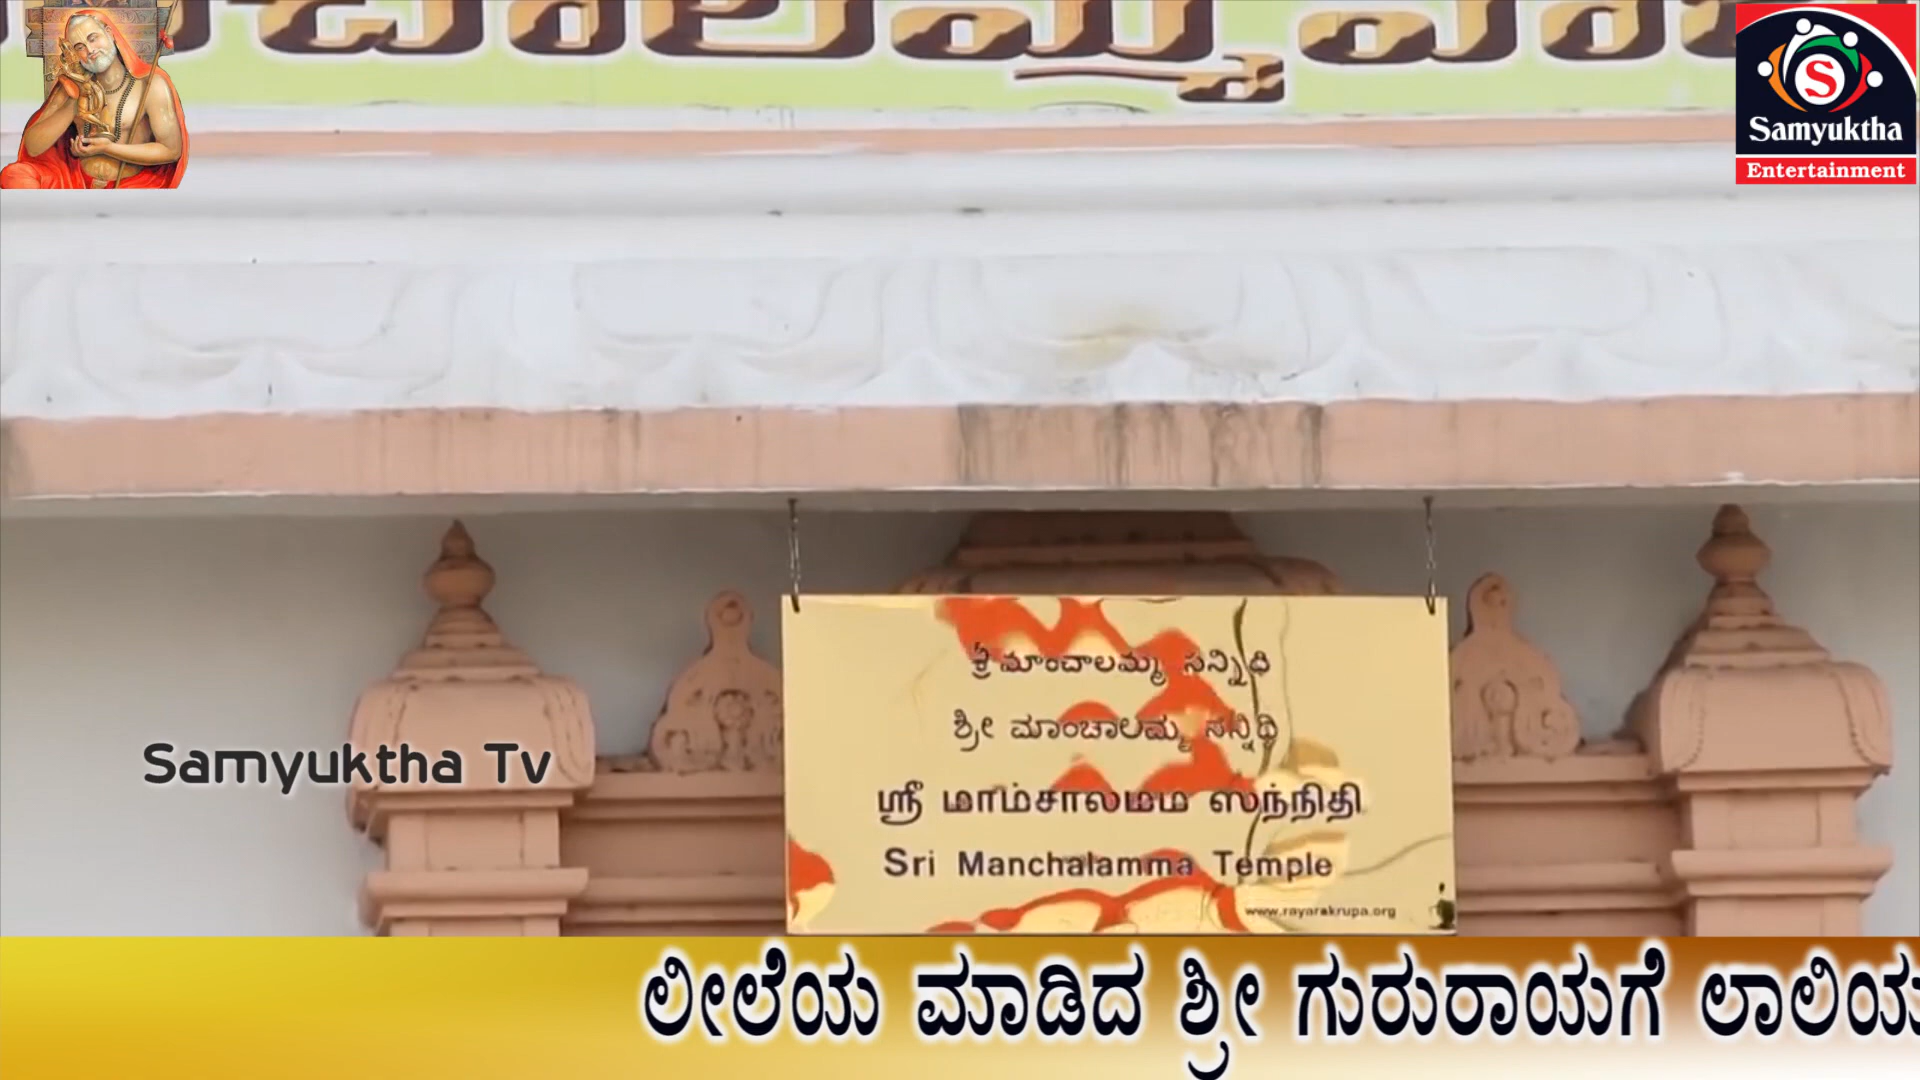 Samyuktha
Entertainment
శ్రీ మాంచాలమ్మ సన్నిధి
ಶ್ರೀ ಮಾಂಚಾಲಮ್ಮ ಸನ್ನಿಧಿ
ஸ்ரீ மாம்சாலமம ஸந்நிதி
Sri Manchalamma Temple
www.rayarakrupa.org
Samyuktha Tv
ಲೀಲೆಯ ಮಾಡಿದ ಶ್ರೀ ಗುರುರಾಯಗೆ ಲಾಲಿಯ